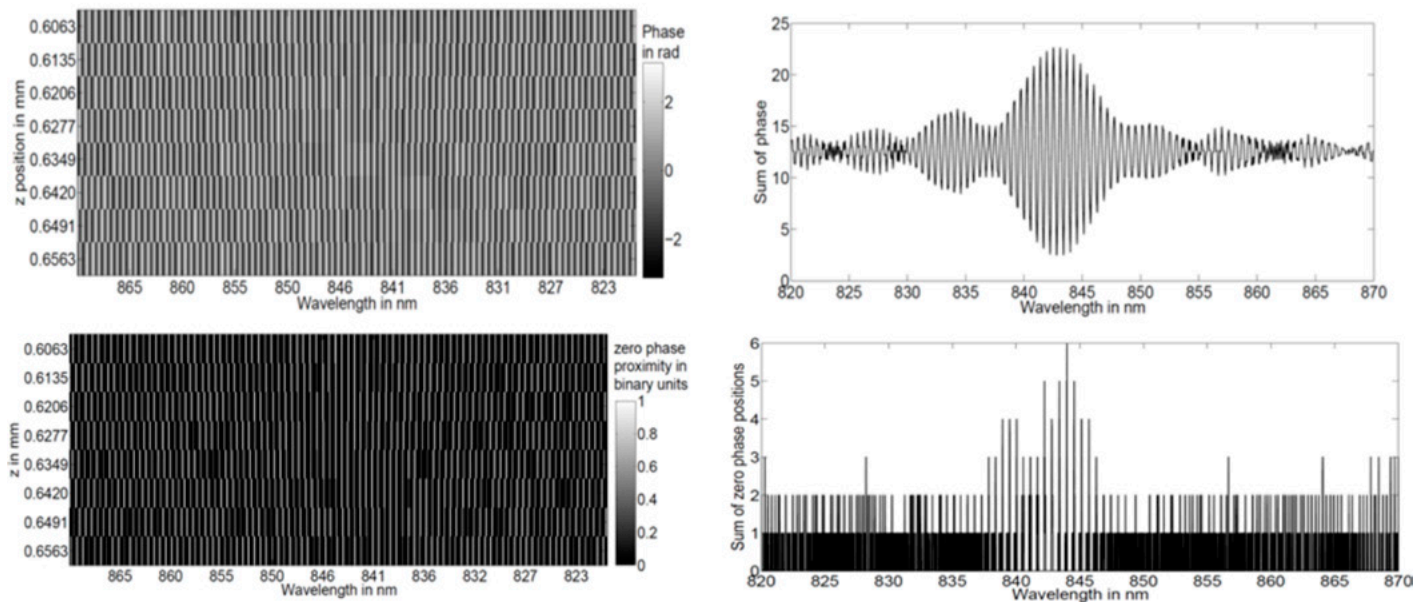 Phase
in rad
2
0
−2
z position in mm
0.6063
0.6135
0.6206
0.6277
0.6349
0.6420
0.6491
0.6563
865 860 855 850 846 841 836 831 827 823
Wavelength in nm
Sum of phase
25
20
15
10
5
0
820 825 830 835 840 845 850 855 860 865 870
Wavelength in nm
zero phase
proximity in
binary units
1
0.8
0.6
0.4
0.2
0
z in mm
0.6063
0.6135
0.6206
0.6277
0.6349
0.6420
0.6491
0.6563
865 860 855 850 846 841 836 832 827 823
Wavelength in nm
Sum of zero phase positions
6
5
4
3
2
1
0
820 825 830 835 840 845 850 855 860 865 870
Wavelength in nm